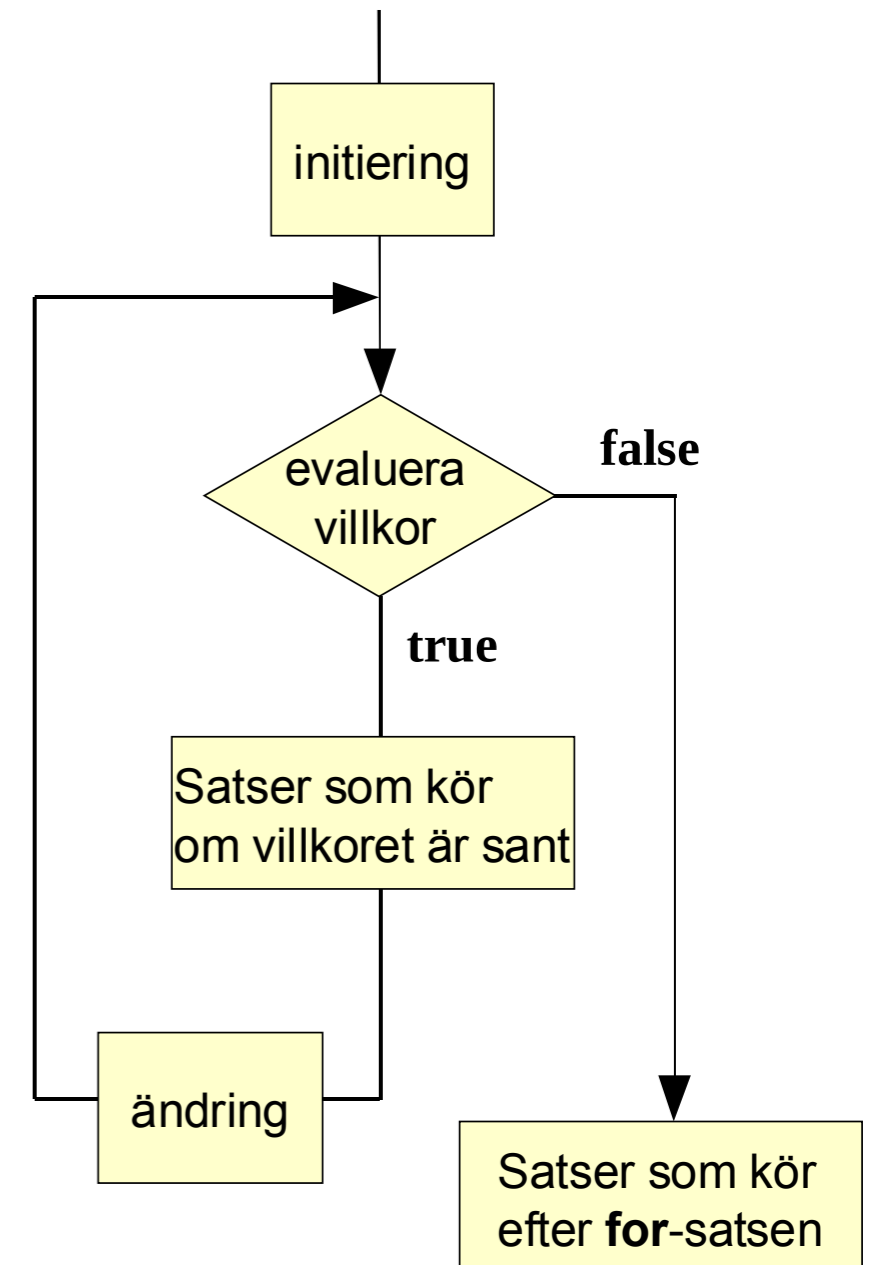 initiering
evaluera
villkor
false
true
Satser som kör
om villkoret är sant
ändring
Satser som kör
efter for-satsen